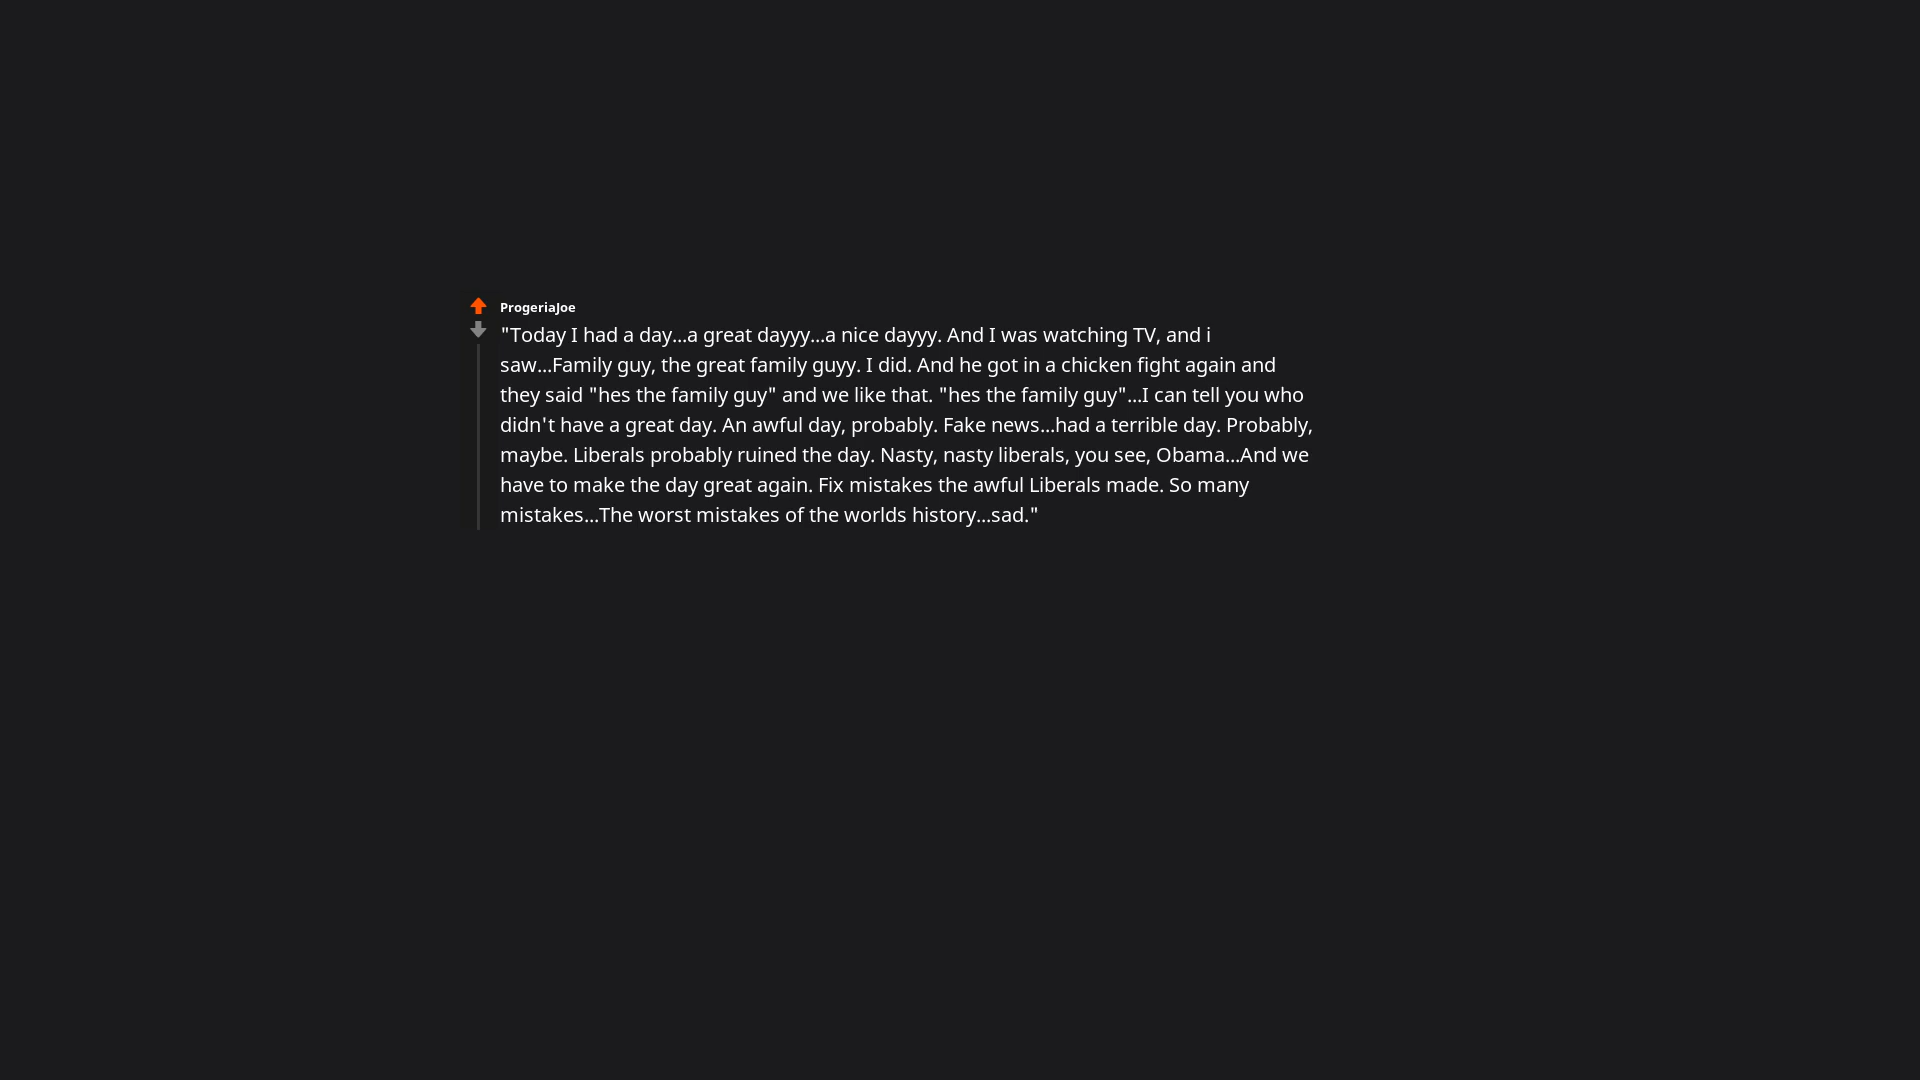 ProgeriaJoe
"Today I had a day...a great dayyy...a nice dayyy. And I was watching TV, and i
saw...Family guy, the great family guyy. I did. And he got in a chicken fight again and
they said "hes the family guy" and we like that. "hes the family guy"...I can tell you who
didn't have a great day. An awful day, probably. Fake news...had a terrible day. Probably,
maybe. Liberals probably ruined the day. Nasty, nasty liberals, you see, Obama...And we
have to make the day great again. Fix mistakes the awful Liberals made. So many
mistakes...The worst mistakes of the worlds history...sad."